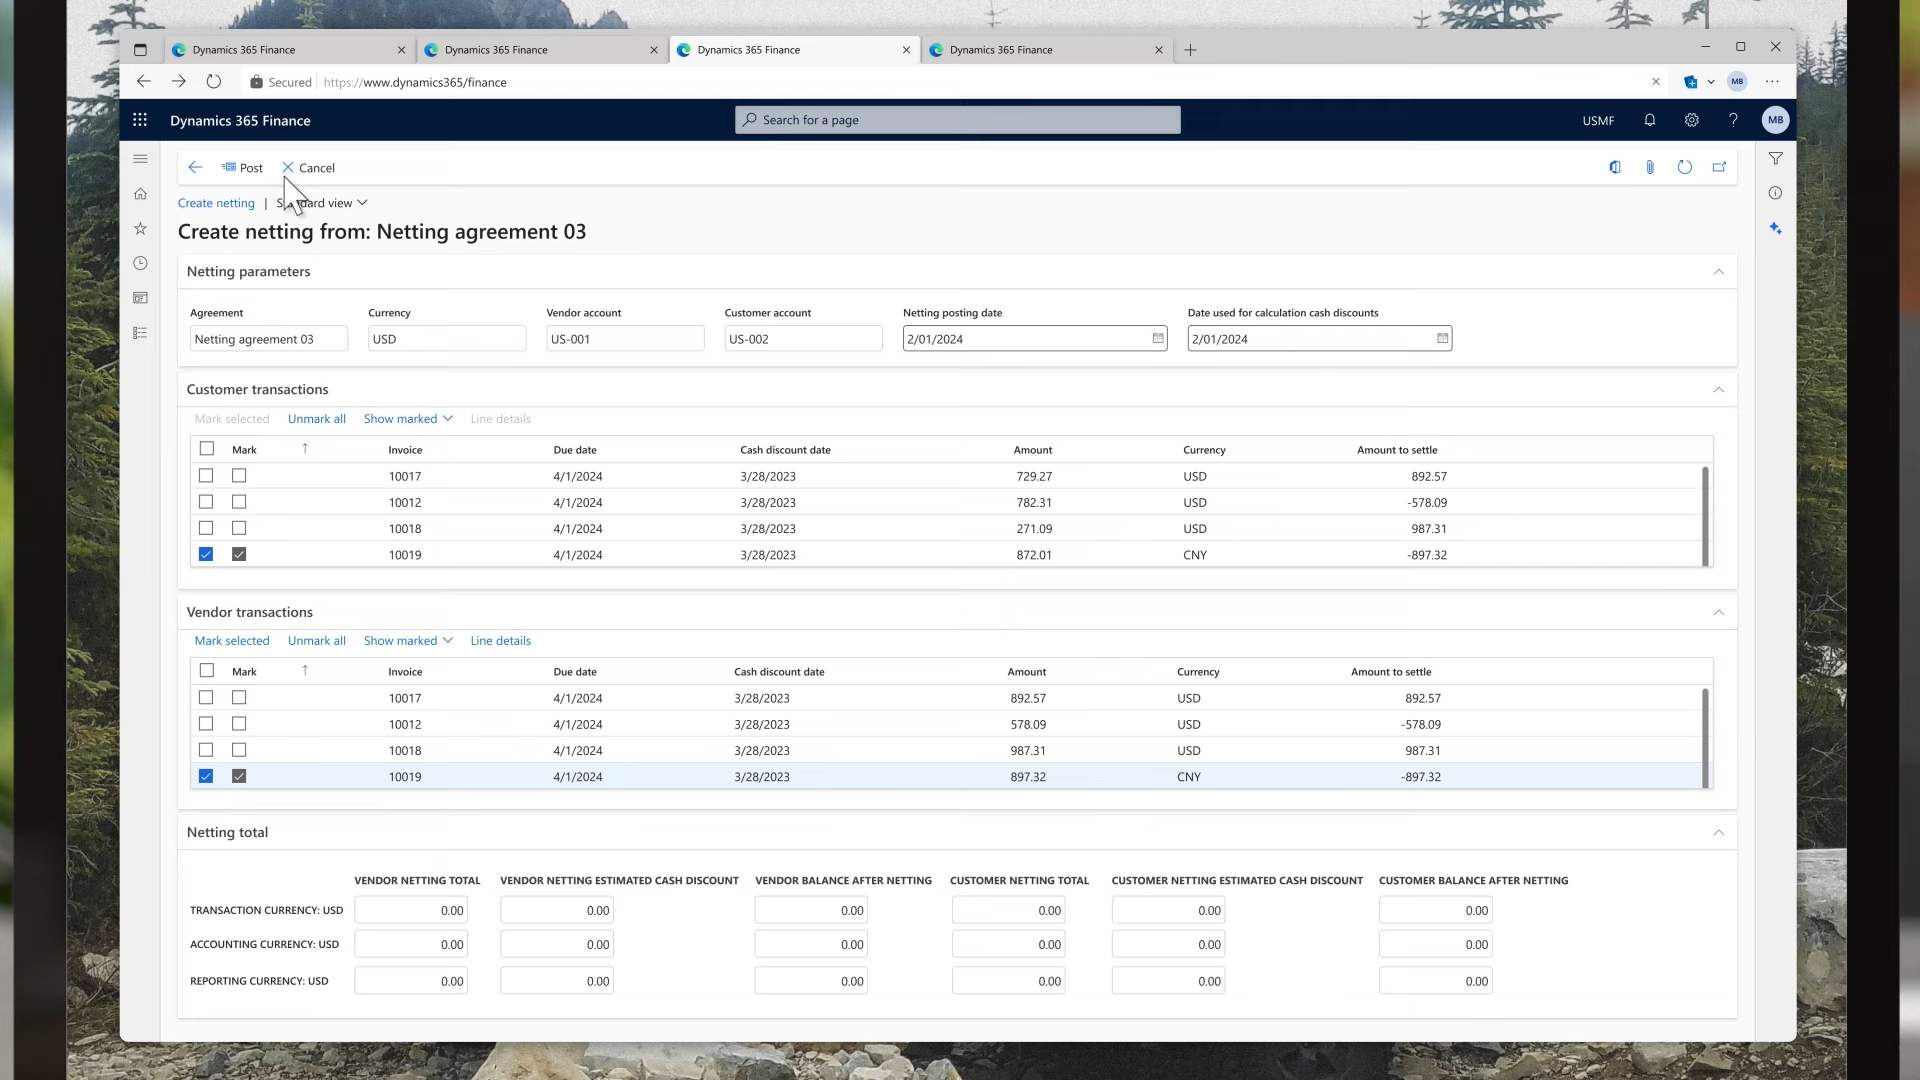 Dynamics 365 Finance Dynamics 365 Finance Dynamics 365 Finance Dynamics 365 Finance
Secured https://www.dynamics365/finance MB
Dynamics 365 Finance Search for a page USMF ? MB
Post Cancel
Create netting | Standard view
Create netting from: Netting agreement 03
Netting parameters
Agreement Currency Vendor account Customer account Netting posting date Date used for calculation cash discounts
Netting agreement 03 USD US-001 US-002 2/01/2024 2/01/2024
Customer transactions
Mark selected Unmark all Show marked Line details
Mark Invoice Due date Cash discount date Amount Currency Amount to settle
10017 4/1/2024 3/28/2023 729.27 USD 892.57
10012 4/1/2024 3/28/2023 782.31 USD -578.09
10018 4/1/2024 3/28/2023 271.09 USD 987.31
10019 4/1/2024 3/28/2023 872.01 CNY -897.32
Vendor transactions
Mark selected Unmark all Show marked Line details
Mark Invoice Due date Cash discount date Amount Currency Amount to settle
10017 4/1/2024 3/28/2023 892.57 USD 892.57
10012 4/1/2024 3/28/2023 578.09 USD -578.09
10018 4/1/2024 3/28/2023 987.31 USD 987.31
10019 4/1/2024 3/28/2023 897.32 CNY -897.32
Netting total
VENDOR NETTING TOTAL VENDOR NETTING ESTIMATED CASH DISCOUNT VENDOR BALANCE AFTER NETTING CUSTOMER NETTING TOTAL CUSTOMER NETTING ESTIMATED CASH DISCOUNT CUSTOMER BALANCE AFTER NETTING
TRANSACTION CURRENCY: USD 0.00 0.00 0.00 0.00 0.00 0.00
ACCOUNTING CURRENCY: USD 0.00 0.00 0.00 0.00 0.00 0.00
REPORTING CURRENCY: USD 0.00 0.00 0.00 0.00 0.00 0.00